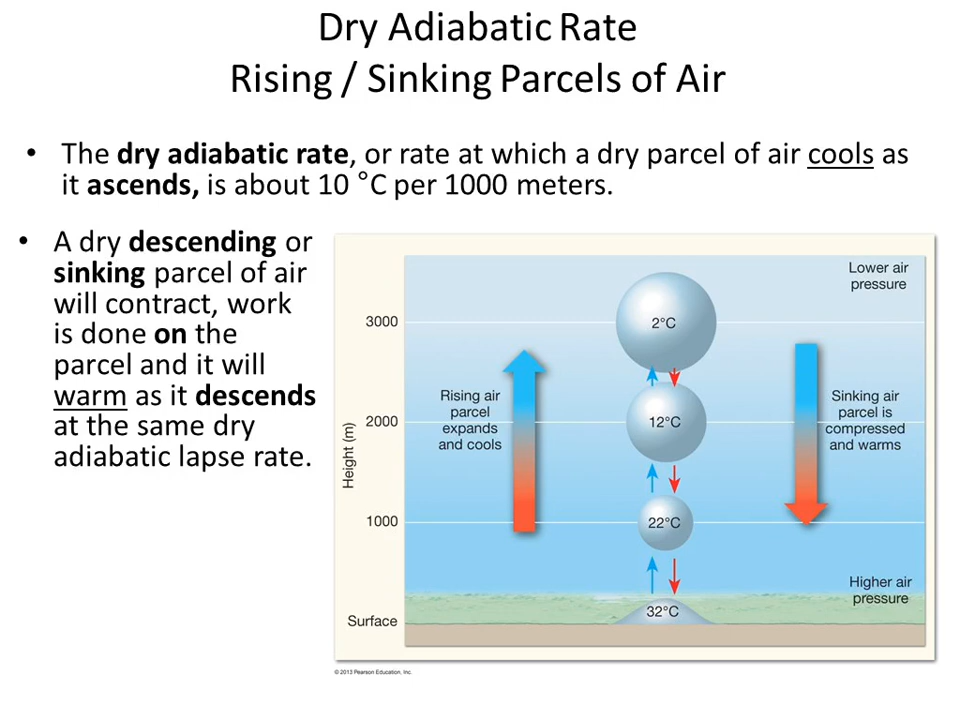 Dry Adiabatic Rate
Rising / Sinking Parcels of Air
• The dry adiabatic rate, or rate at which a dry parcel of air cools as
it ascends, is about 10 °C per 1000 meters.
• A dry descending or
sinking parcel of air
will contract, work
is done on the
parcel and it will
warm as it descends
at the same dry
adiabatic lapse rate.
Lower air
pressure
3000
2°C
Rising air
parcel
expands
and cools
Sinking air
parcel is
compressed
and warms
2000
12°C
Height (m)
1000
22°C
Higher air
pressure
32°C
Surface
© 2013 Pearson Education, Inc.